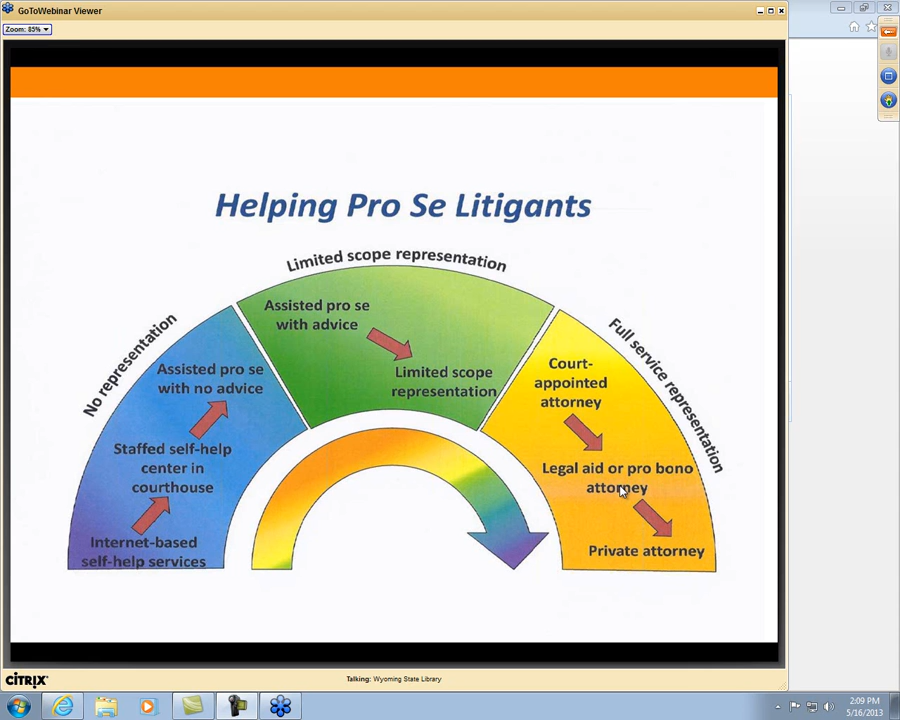 GoToWebinar Viewer
Zoom: 85%
Helping Pro Se Litigants
No representation
Limited scope representation
Full service representation
Assisted pro se
with no advice
Staffed self-help
center in
courthouse
Internet-based
self-help services
Assisted pro se
with advice
Limited scope
representation
Court-
appointed
attorney
Legal aid or pro bono
attorney
Private attorney
CITRIX
Talking: Wyoming State Library
2:09 PM
5/16/2013